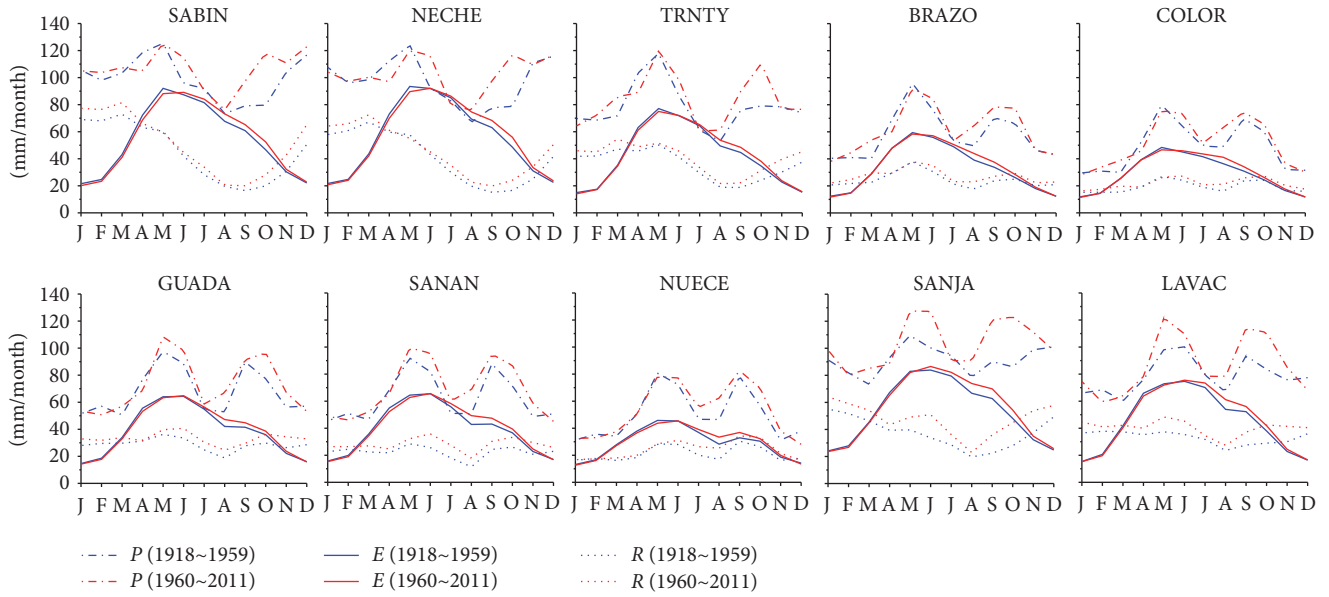 SABIN NECHE TRNTY BRAZO COLOR
(mm/month)
140
120
100
80
60
40
20
0
J F M A M J J A S O N D J F M A M J J A S O N D J F M A M J J A S O N D J F M A M J J A S O N D J F M A M J J A S O N D
GUADA SANAN NUECE SANJA LAVAC
(mm/month)
140
120
100
80
60
40
20
0
J F M A M J J A S O N D J F M A M J J A S O N D J F M A M J J A S O N D J F M A M J J A S O N D J F M A M J J A S O N D
P (1918~1959) E (1918~1959) R (1918~1959)
P (1960~2011) E (1960~2011) R (1960~2011)